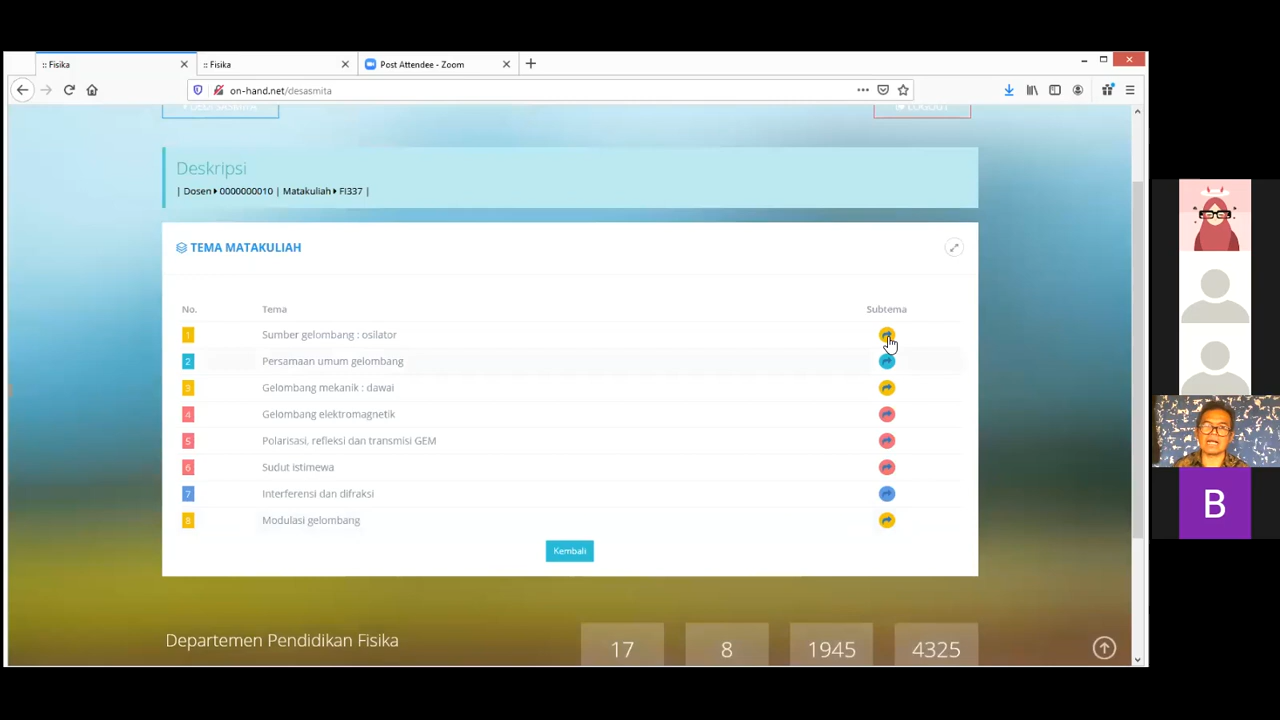 :: Fisika
:: Fisika
Post Attendee - Zoom
on-hand.net/desasmita
LOGOUT
Deskripsi
| Dosen 0000000010 | Matakuliah FI337 |
TEMA MATAKULIAH
No. Tema Subtema
1 Sumber gelombang : osilator
2 Persamaan umum gelombang
3 Gelombang mekanik : dawai
4 Gelombang elektromagnetik
5 Polarisasi, refleksi dan transmisi GEM
6 Sudut istimewa
7 Interferensi dan difraksi
8 Modulasi gelombang
Kembali
Departemen Pendidikan Fisika
17 8 1945 4325
B